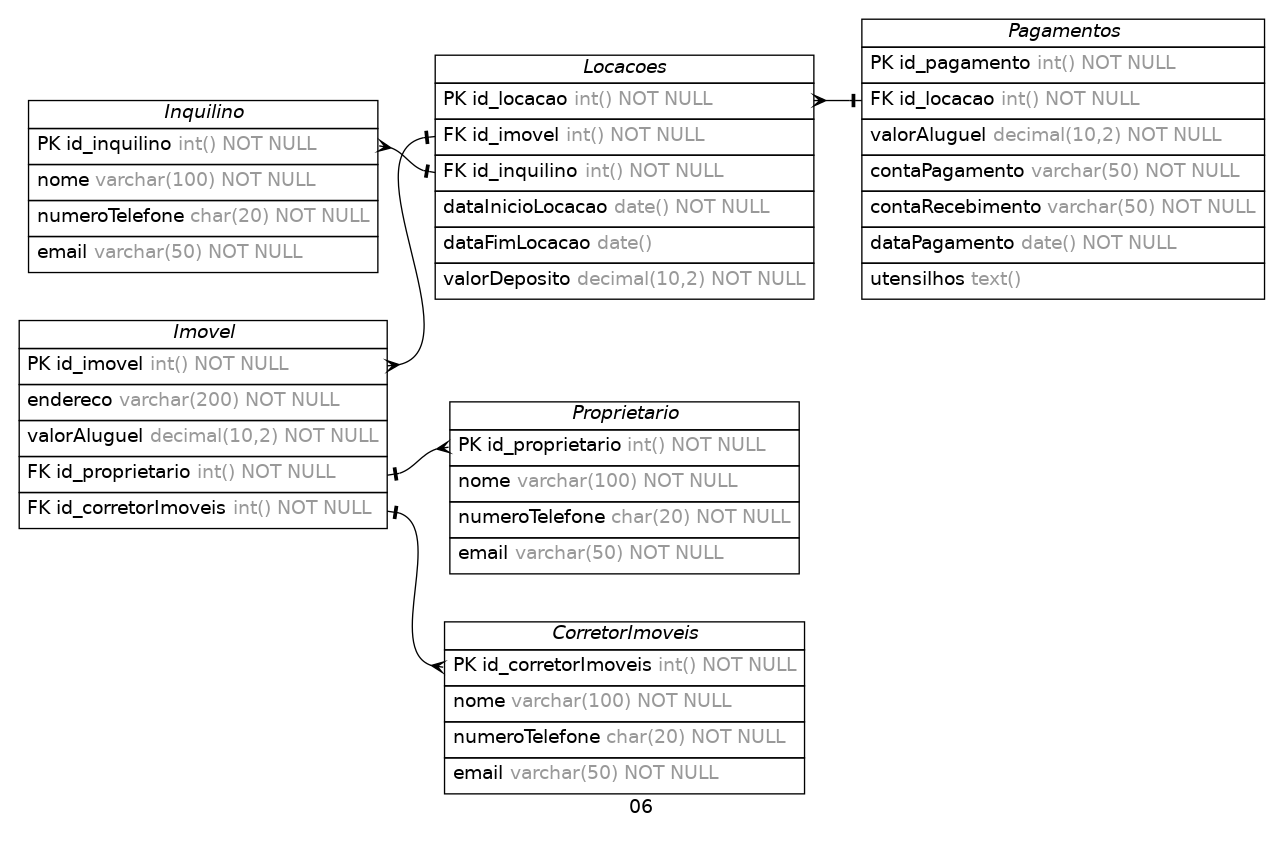 Inquilino
PK id_inquilino int() NOT NULL
nome varchar(100) NOT NULL
numeroTelefone char(20) NOT NULL
email varchar(50) NOT NULL
Locacoes
PK id_locacao int() NOT NULL
FK id_imovel int() NOT NULL
FK id_inquilino int() NOT NULL
dataInicioLocacao date() NOT NULL
dataFimLocacao date()
valorDeposito decimal(10,2) NOT NULL
Pagamentos
PK id_pagamento int() NOT NULL
FK id_locacao int() NOT NULL
valorAluguel decimal(10,2) NOT NULL
contaPagamento varchar(50) NOT NULL
contaRecebimento varchar(50) NOT NULL
dataPagamento date() NOT NULL
utensilhos text()
Imovel
PK id_imovel int() NOT NULL
endereco varchar(200) NOT NULL
valorAluguel decimal(10,2) NOT NULL
FK id_proprietario int() NOT NULL
FK id_corretorImoveis int() NOT NULL
Proprietario
PK id_proprietario int() NOT NULL
nome varchar(100) NOT NULL
numeroTelefone char(20) NOT NULL
email varchar(50) NOT NULL
CorretorImoveis
PK id_corretorImoveis int() NOT NULL
nome varchar(100) NOT NULL
numeroTelefone char(20) NOT NULL
email varchar(50) NOT NULL
06